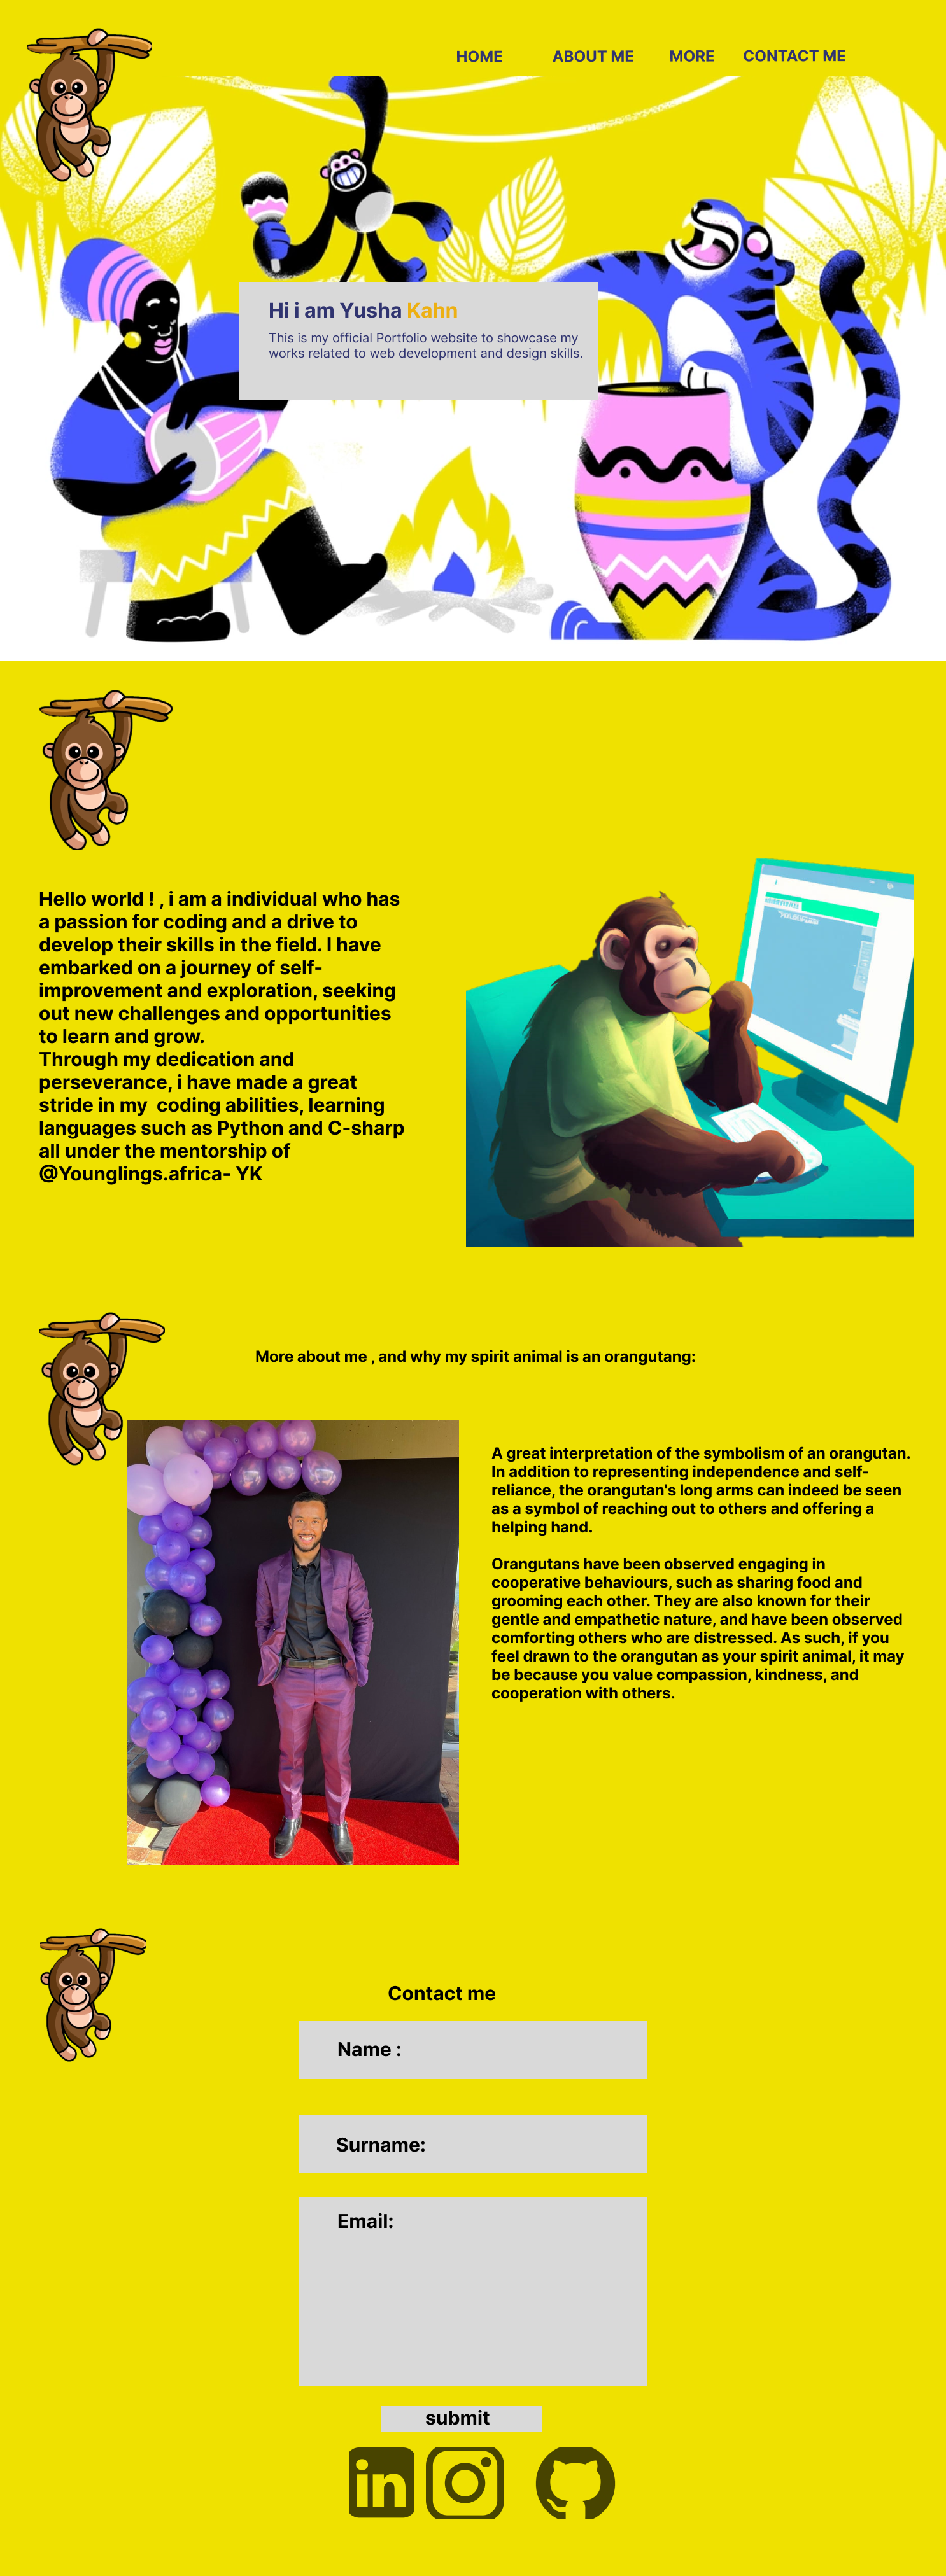 HOME ABOUT ME MORE CONTACT ME
Hi i am Yusha Kahn
This is my official Portfolio website to showcase my
works related to web development and design skills.
Hello world ! , i am a individual who has
a passion for coding and a drive to
develop their skills in the field. I have
embarked on a journey of self-
improvement and exploration, seeking
out new challenges and opportunities
to learn and grow.
Through my dedication and
perseverance, i have made a great
stride in my  coding abilities, learning
languages such as Python and C-sharp
all under the mentorship of
@Younglings.africa- YK
More about me , and why my spirit animal is an orangutang:
A great interpretation of the symbolism of an orangutan.
In addition to representing independence and self-
reliance, the orangutan's long arms can indeed be seen
as a symbol of reaching out to others and offering a
helping hand.
Orangutans have been observed engaging in
cooperative behaviours, such as sharing food and
grooming each other. They are also known for their
gentle and empathetic nature, and have been observed
comforting others who are distressed. As such, if you
feel drawn to the orangutan as your spirit animal, it may
be because you value compassion, kindness, and
cooperation with others.
Contact me
Name :
Surname:
Email:
submit
in